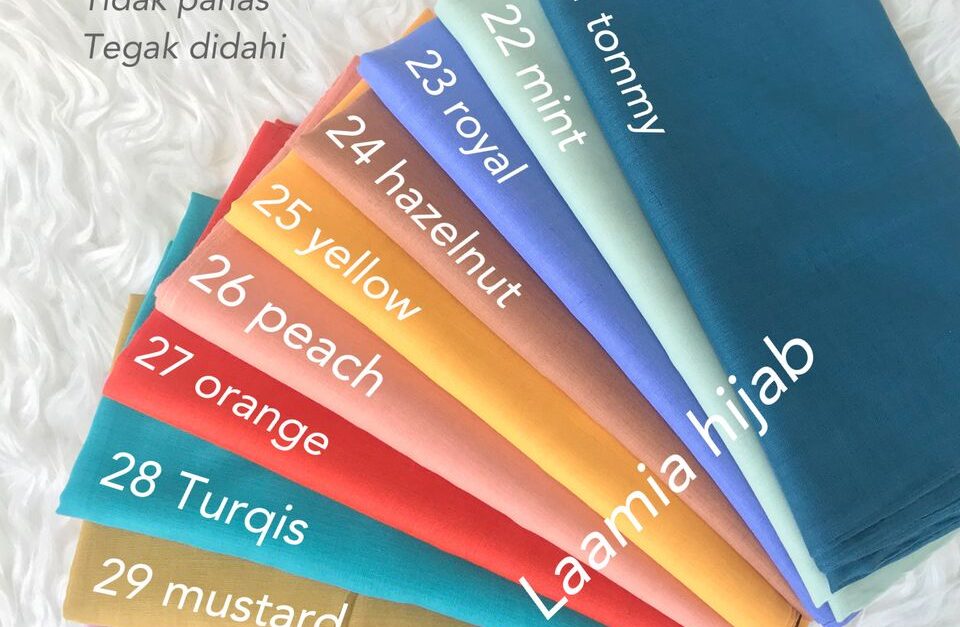 Tidak panas
Tegak didahi
tommy
22 mint
23 royal
24 hazelnut
25 yellow
26 peach
27 orange
28 Turqis
29 mustard
Laamia hijab